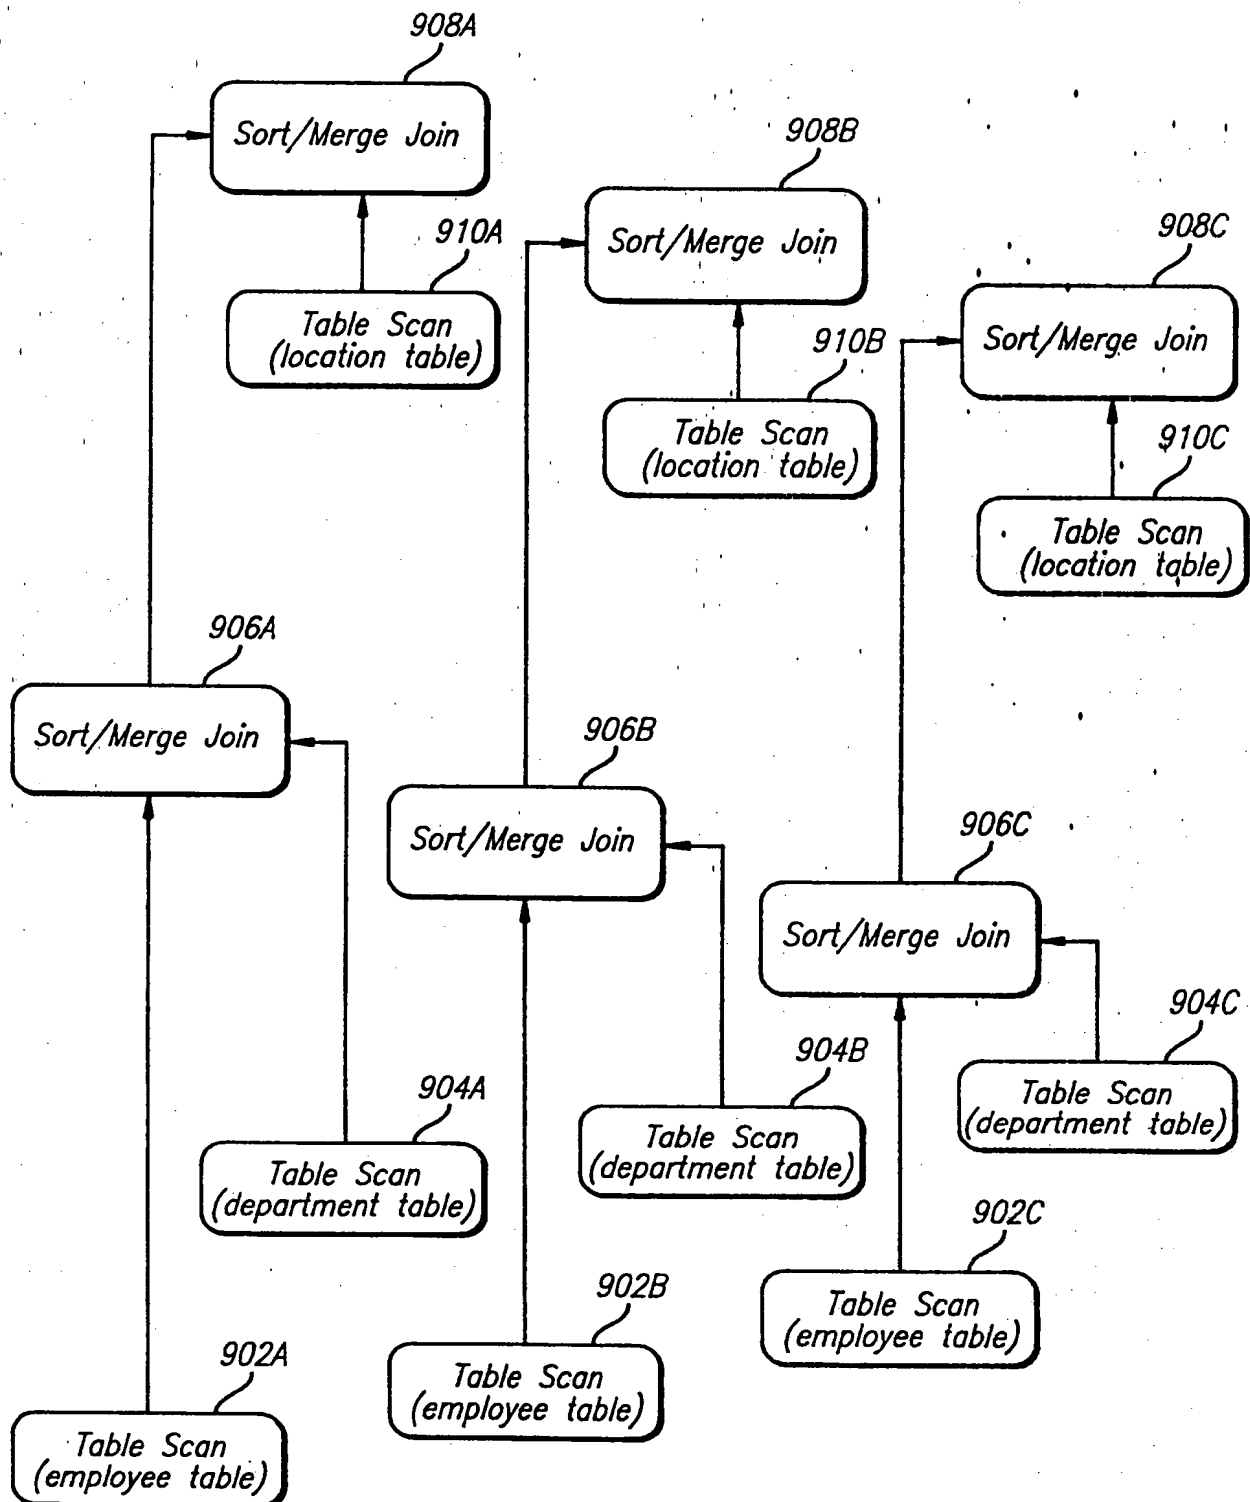 908A
Sort/Merge Join
908B
Sort/Merge Join
910A
908C
Table Scan
(location table)
Sort/Merge Join
910B
Table Scan
(location table)
910C
Table Scan
(location table)
906A
Sort/Merge Join
906B
Sort/Merge Join
906C
Sort/Merge Join
904C
904B
Table Scan
(department table)
904A
Table Scan
(department table)
Table Scan
(department table)
902C
Table Scan
(employee table)
902B
Table Scan
(employee table)
902A
Table Scan
(employee table)